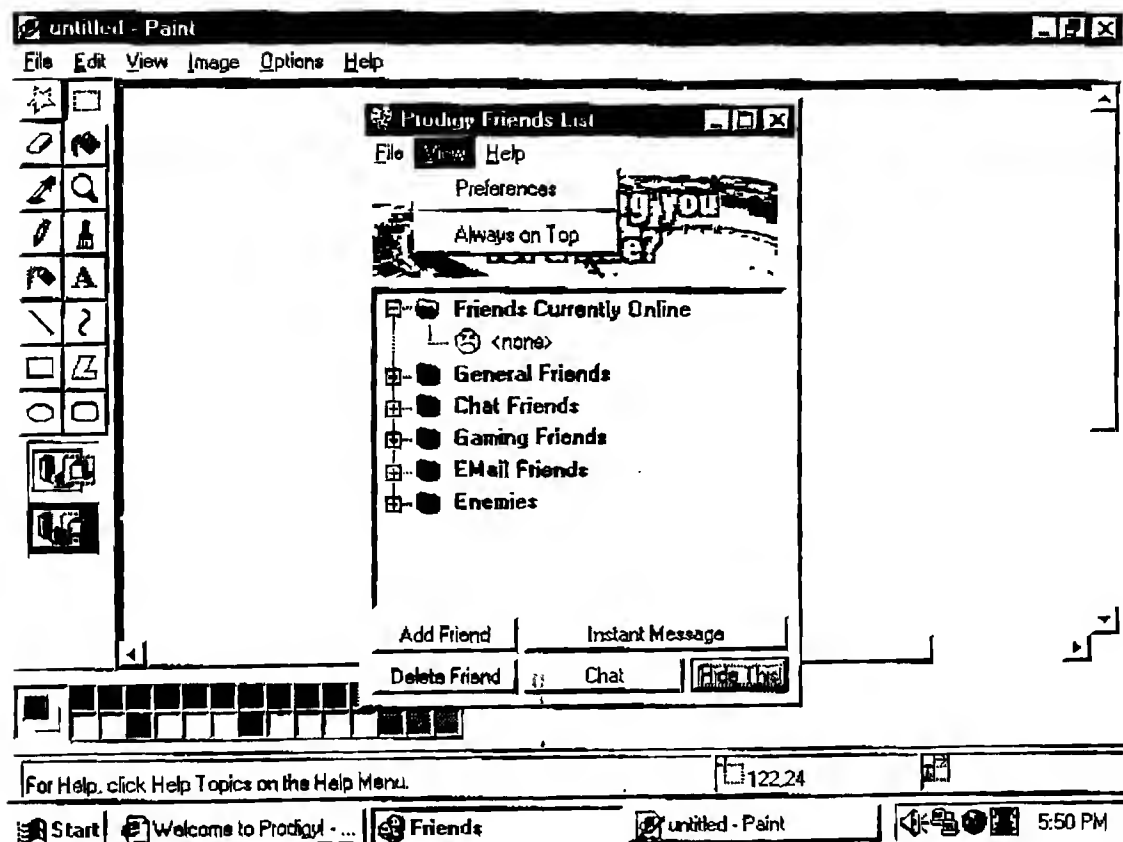 untitled - Paint
File Edit View Image Options Help
Prodigy Friends List
File View Help
Preferences
Always on Top
g you
e?
Friends Currently Online
<none>
General Friends
Chat Friends
Gaming Friends
EMail Friends
Enemies
Add Friend Instant Message
Delete Friend Chat Hide This
For Help, click Help Topics on the Help Menu. 122,24
Start Welcome to Prodigy! - ... Friends untitled - Paint 5:50 PM